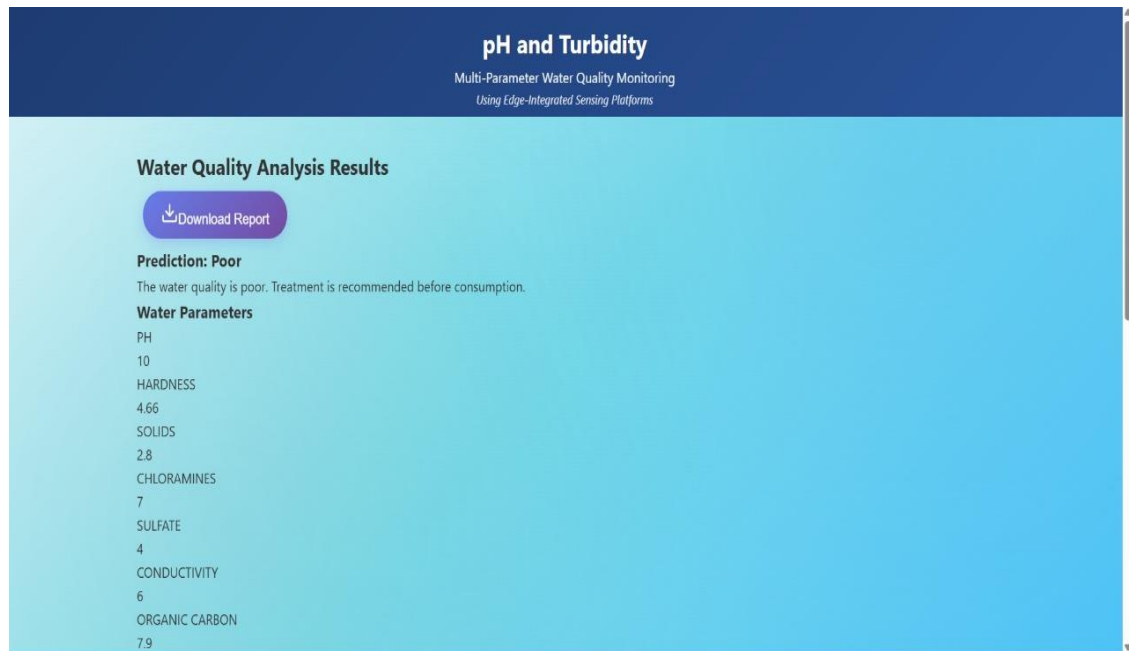 pH and Turbidity
Multi-Parameter Water Quality Monitoring
Using Edge-Integrated Sensing Platforms
Water Quality Analysis Results
Download Report
Prediction: Poor
The water quality is poor. Treatment is recommended before consumption.
Water Parameters
PH
10
HARDNESS
4.66
SOLIDS
2.8
CHLORAMINES
7
SULFATE
4
CONDUCTIVITY
6
ORGANIC CARBON
7.9